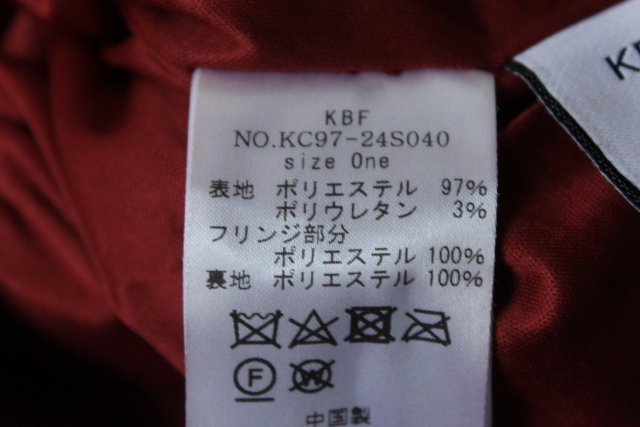 KBF
NO.KC97-24S040
size One
表地 ポリエステル 97%
ポリウレタン 3%
フリンジ部分
ポリエステル 100%
裏地 ポリエステル 100%
F
W
中国製